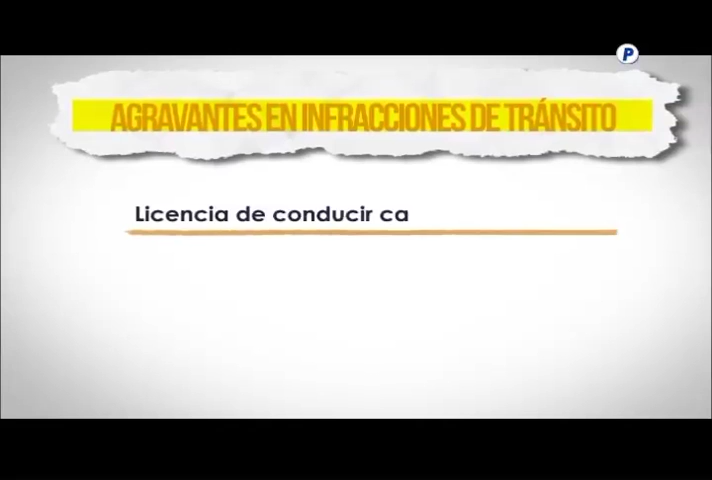 P
AGRAVANTES EN INFRACCIONES DE TRÁNSITO
Licencia de conducir ca